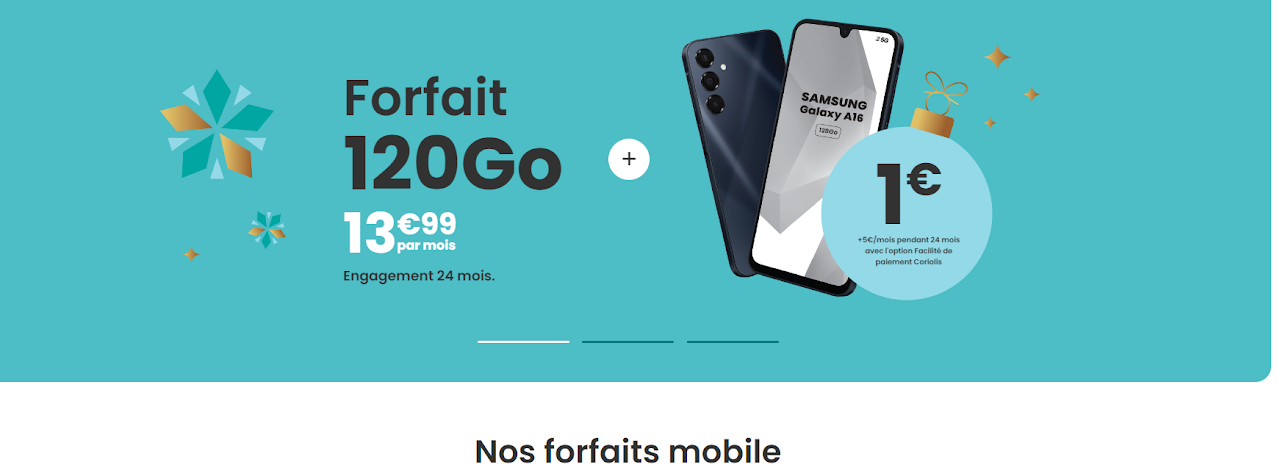 Forfait
120Go
13€99
par mois
Engagement 24 mois.
+
5G
SAMSUNG
Galaxy A16
128Go
1€
+5€/mois pendant 24 mois
avec l'option Facilité de
paiement Coriolis
Nos forfaits mobile